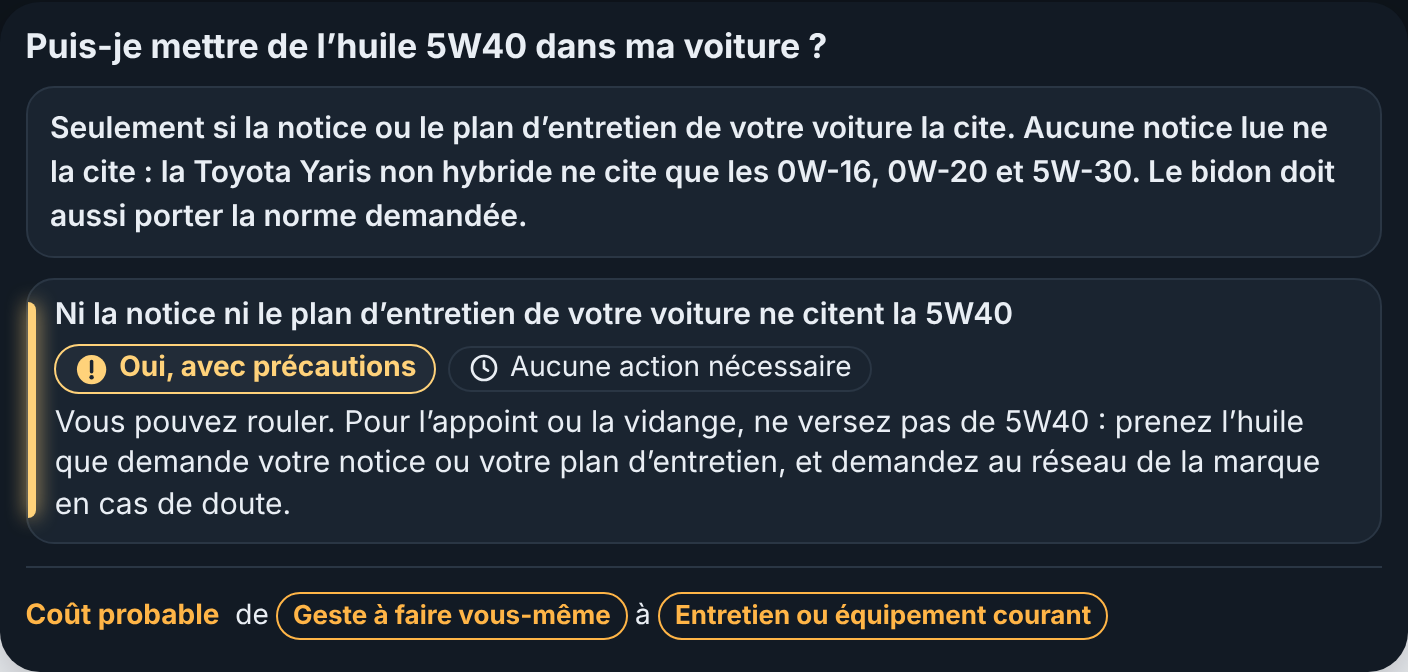 Puis-je mettre de l’huile 5W40 dans ma voiture ?
Seulement si la notice ou le plan d’entretien de votre voiture la cite. Aucune notice lue ne
la cite : la Toyota Yaris non hybride ne cite que les 0W-16, 0W-20 et 5W-30. Le bidon doit
aussi porter la norme demandée.
Ni la notice ni le plan d’entretien de votre voiture ne citent la 5W40
Oui, avec précautions Aucune action nécessaire
Vous pouvez rouler. Pour l’appoint ou la vidange, ne versez pas de 5W40 : prenez l’huile
que demande votre notice ou votre plan d’entretien, et demandez au réseau de la marque
en cas de doute.
Coût probable de Geste à faire vous-même à Entretien ou équipement courant